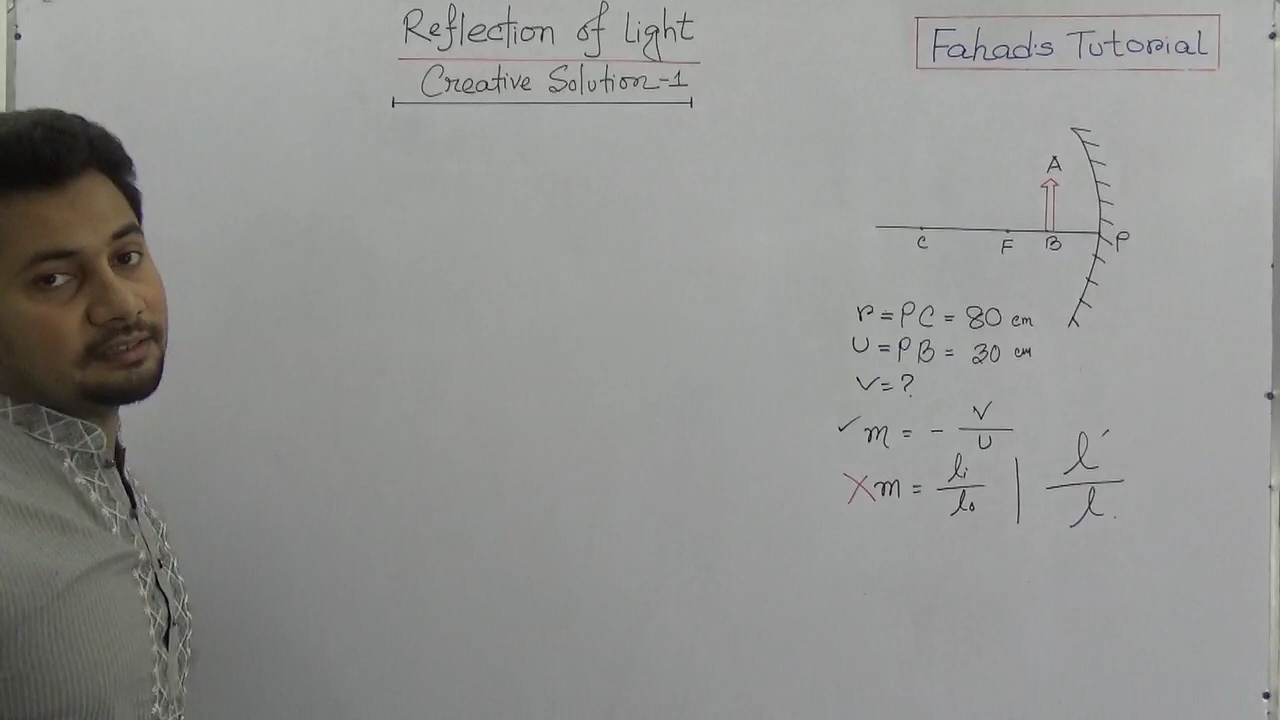 Reflection of Light
Creative Solution-1
Fahad's Tutorial
A
C F B P
r = PC = 80 cm
U = PB = 30 cm
V = ?
✓ m = - V/U
X m = li/lo | l′/l